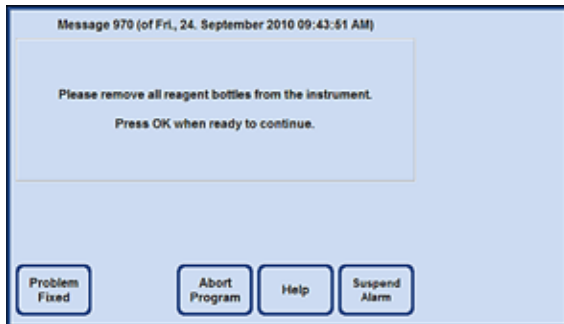 Message 970 (of Fri., 24. September 2010 09:43:51 AM)
Please remove all reagent bottles from the instrument.
Press OK when ready to continue.
Problem
Fixed
Abort
Program
Help
Suspend
Alarm